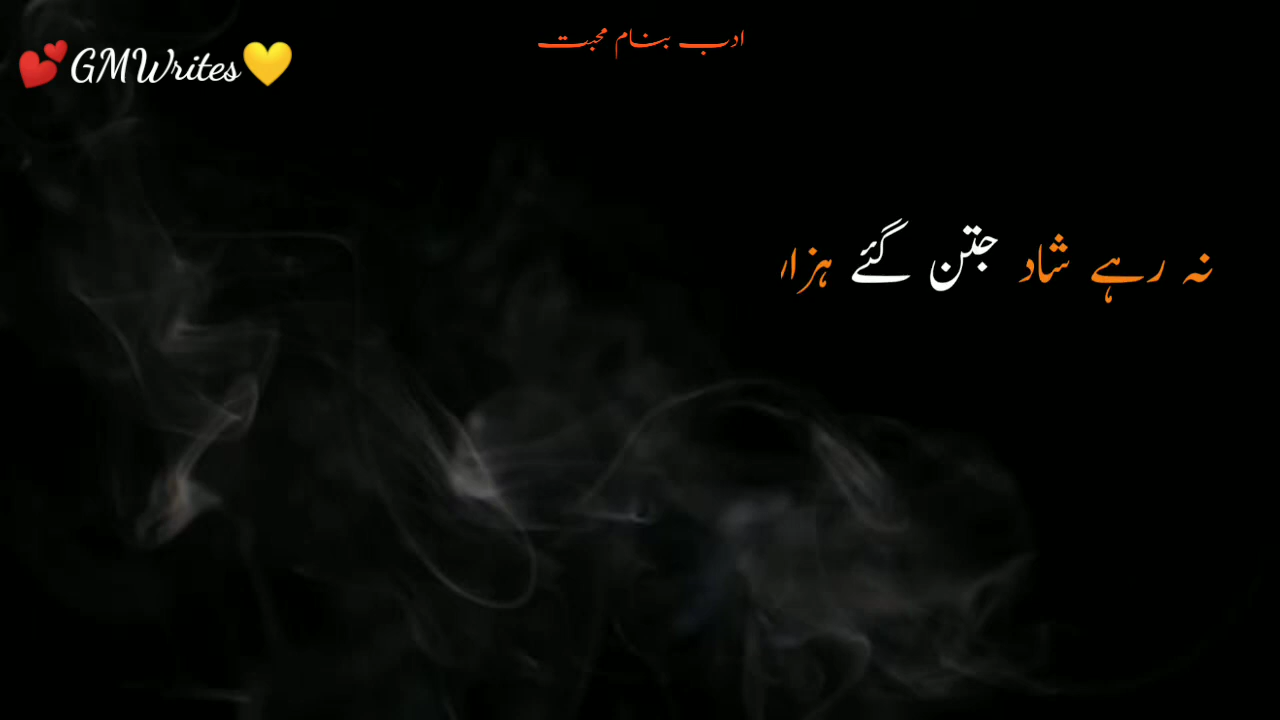 ادب بنام محبت
💕GMWrites💛
نہ رہے شاد جتن گئے ہزار